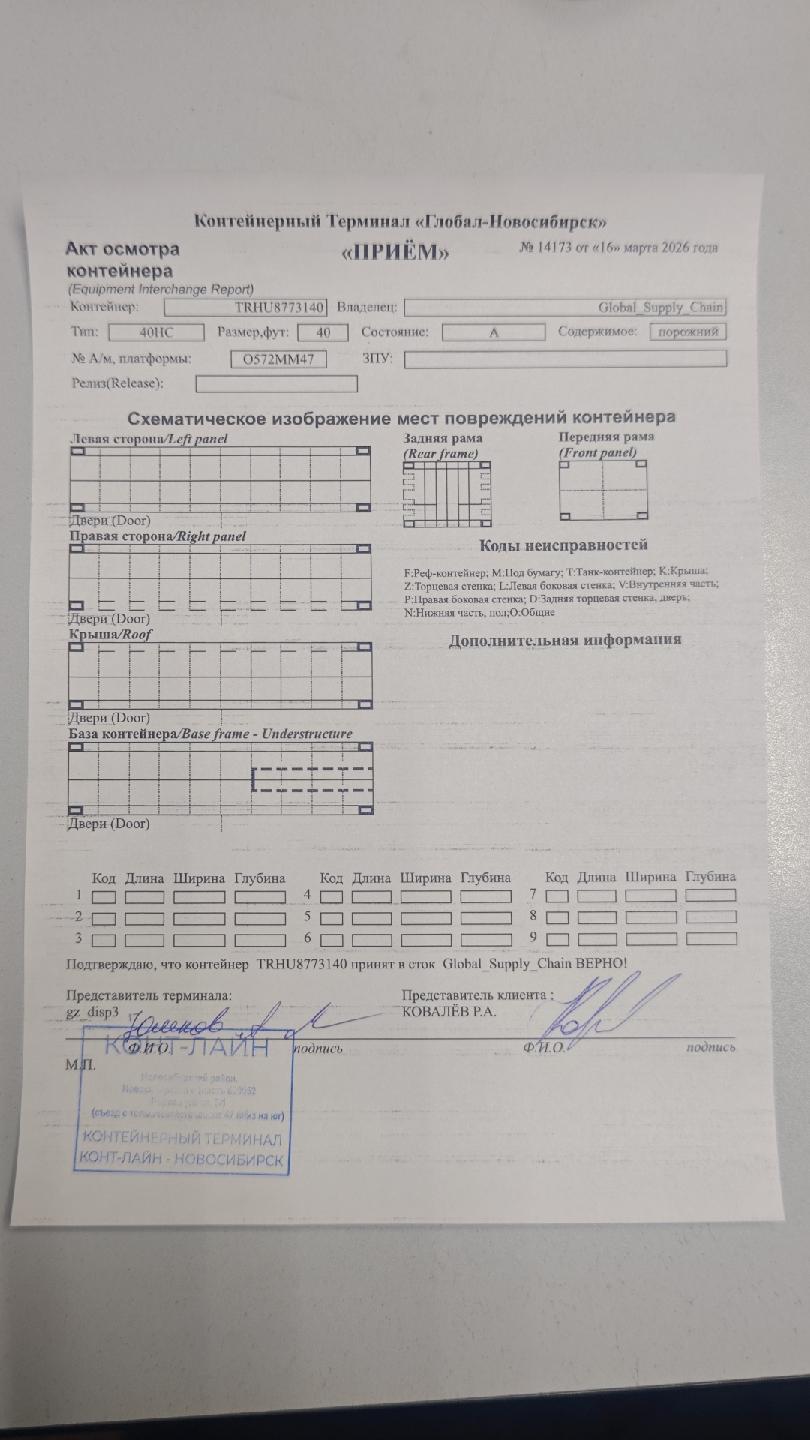 Контейнерный Терминал «Глобал-Новосибирск»
Акт осмотра контейнера «ПРИЁМ» № 14173 от «16» марта 2026 года
(Equipment Interchange Report)
Контейнер: TRHU8773140 Владелец: Global_Supply_Chain
Тип: 40HC Размер,фут: 40 Состояние: A Содержимое: порожний
№ А/м, платформы: О572ММ47 ЗПУ:
Релиз(Release):
Схематическое изображение мест повреждений контейнера
Левая сторона/Left panel
Задняя рама (Rear frame)
Передняя рама (Front panel)
Двери (Door)
Правая сторона/Right panel
Двери (Door)
Крыша/Roof
Двери (Door)
База контейнера/Base frame - Understructure
Двери (Door)
Коды неисправностей
F:Реф-контейнер; M:Под бумагу; T:Танк-контейнер; K:Крыша;
Z:Торцевая стенка; L:Левая боковая стенка; V:Внутренняя часть;
P:Правая боковая стенка; D:Задняя торцевая стенка, дверь;
N:Нижняя часть, пол;O:Общие
Дополнительная информация
Код Длина Ширина Глубина Код Длина Ширина Глубина Код Длина Ширина Глубина
1 4 7
2 5 8
3 6 9
Подтверждаю, что контейнер TRHU8773140 принят в сток Global_Supply_Chain ВЕРНО!
Представитель терминала: Представитель клиента :
gz_disp3 КОВАЛЁВ Р.А.
Ф.И.О. подпись Ф.И.О. подпись
М.П.
КОНТ-ЛАЙН
КОНТЕЙНЕРНЫЙ ТЕРМИНАЛ
КОНТ-ЛАЙН - НОВОСИБИРСК